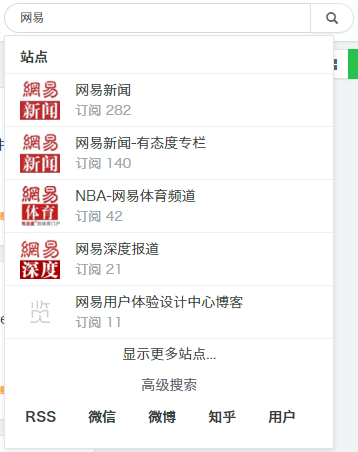 网易
站点
網易
新闻
网易新闻
订阅 282
網易
新闻
网易新闻-有态度专栏
订阅 140
網易
体育
NBA-网易体育频道
订阅 42
網易
深度
网易深度报道
订阅 21
览
网易用户体验设计中心博客
订阅 11
显示更多站点...
高级搜索
RSS 微信 微博 知乎 用户